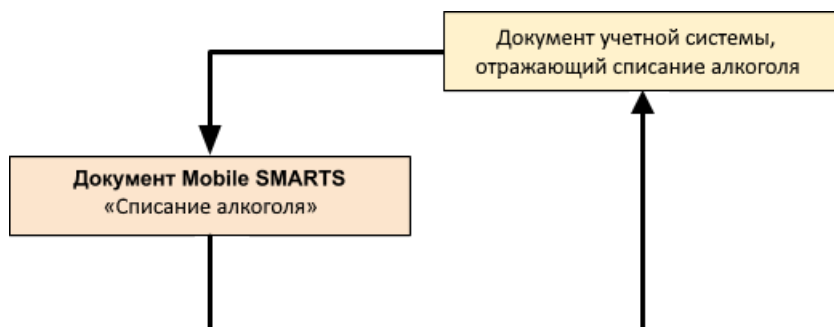 Документ учетной системы,
отражающий списание алкоголя
Документ Mobile SMARTS
«Списание алкоголя»